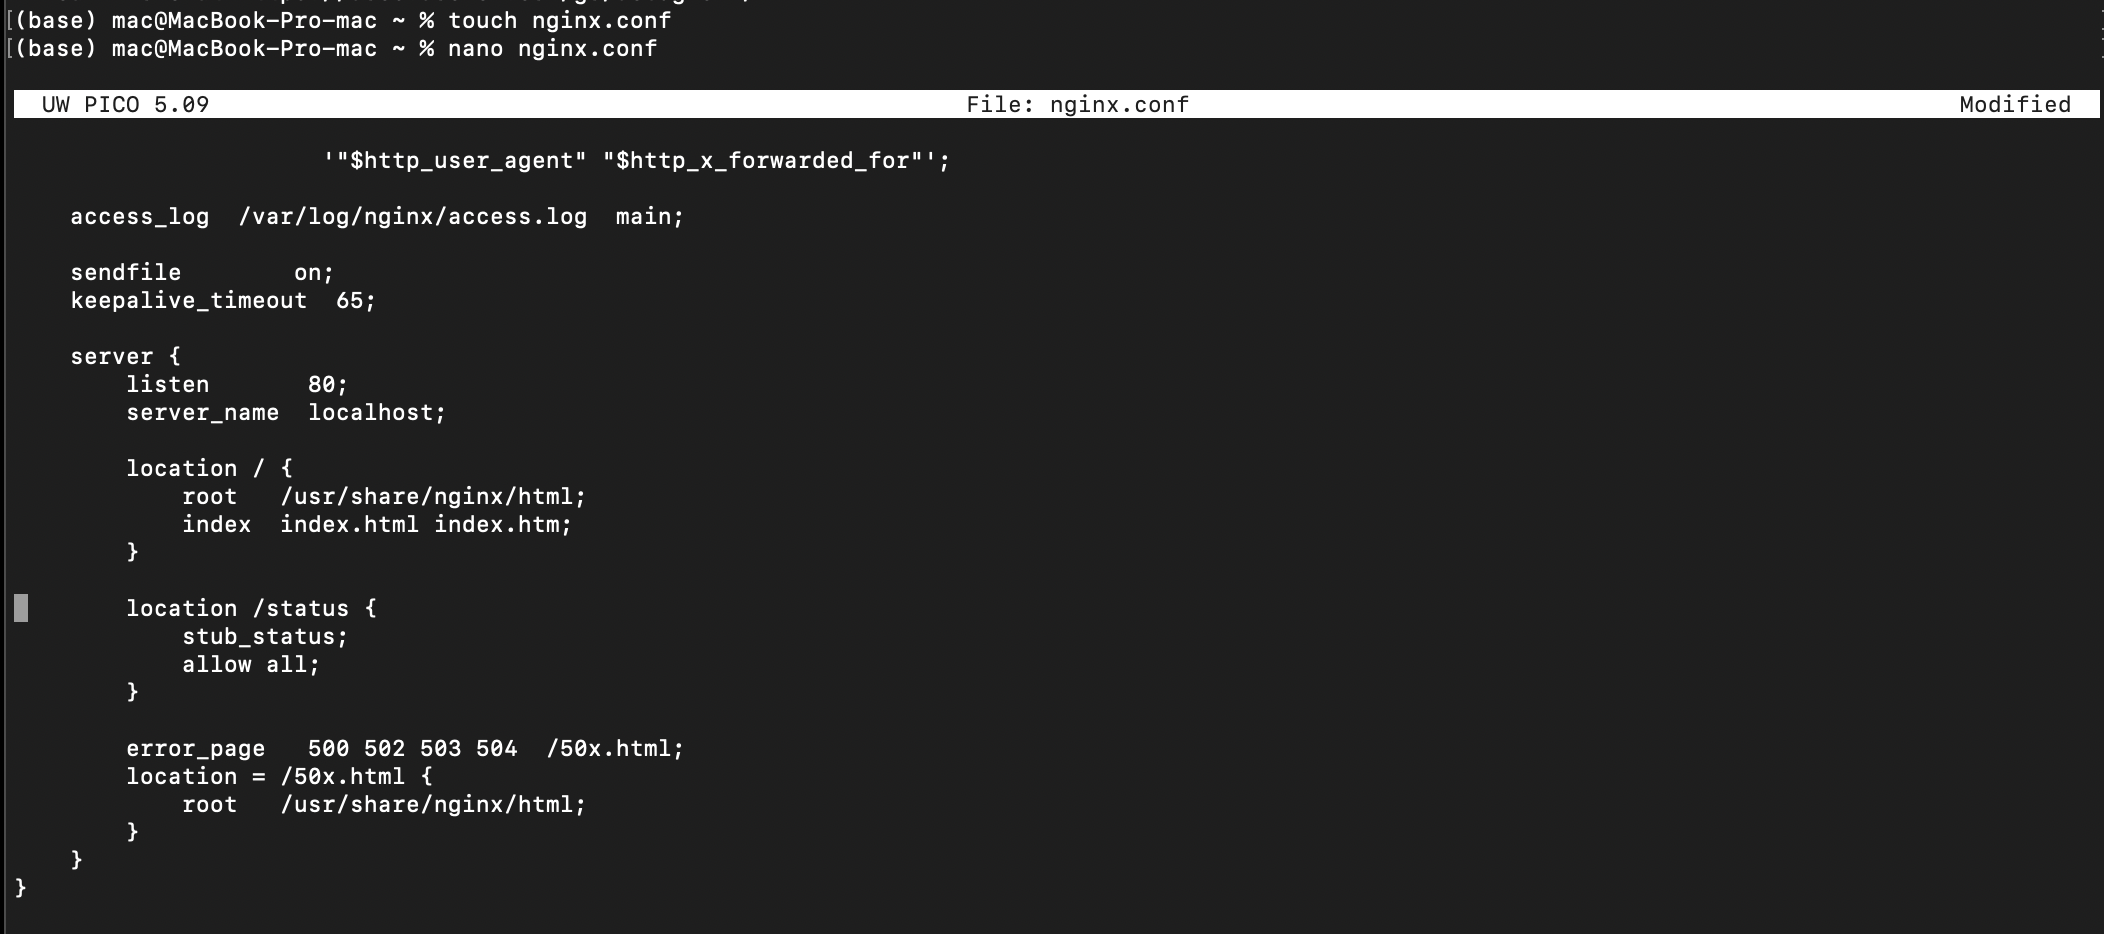 [(base) mac@MacBook-Pro-mac ~ % touch nginx.conf
[(base) mac@MacBook-Pro-mac ~ % nano nginx.conf
UW PICO 5.09 File: nginx.conf Modified
'"$http_user_agent" "$http_x_forwarded_for"';
access_log  /var/log/nginx/access.log  main;
sendfile        on;
keepalive_timeout  65;
server {
listen       80;
server_name  localhost;
location / {
root   /usr/share/nginx/html;
index  index.html index.htm;
}
location /status {
stub_status;
allow all;
}
error_page   500 502 503 504  /50x.html;
location = /50x.html {
root   /usr/share/nginx/html;
}
}
}